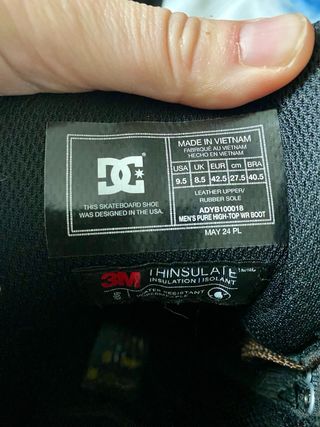 DC
THIS SKATEBOARD SHOE
WAS DESIGNED IN THE USA.
MADE IN VIETNAM
FABRIQUÉ AU VIETNAM
HECHO EN VIETNAM
USA UK EUR cm BRA
9.5 8.5 42.5 27.5 40.5
LEATHER UPPER/
RUBBER SOLE
ADYB100018
MEN'S PURE HIGH-TOP WR BOOT
MAY 24 PL
3M THINSULATE
INSULATION | ISOLANT